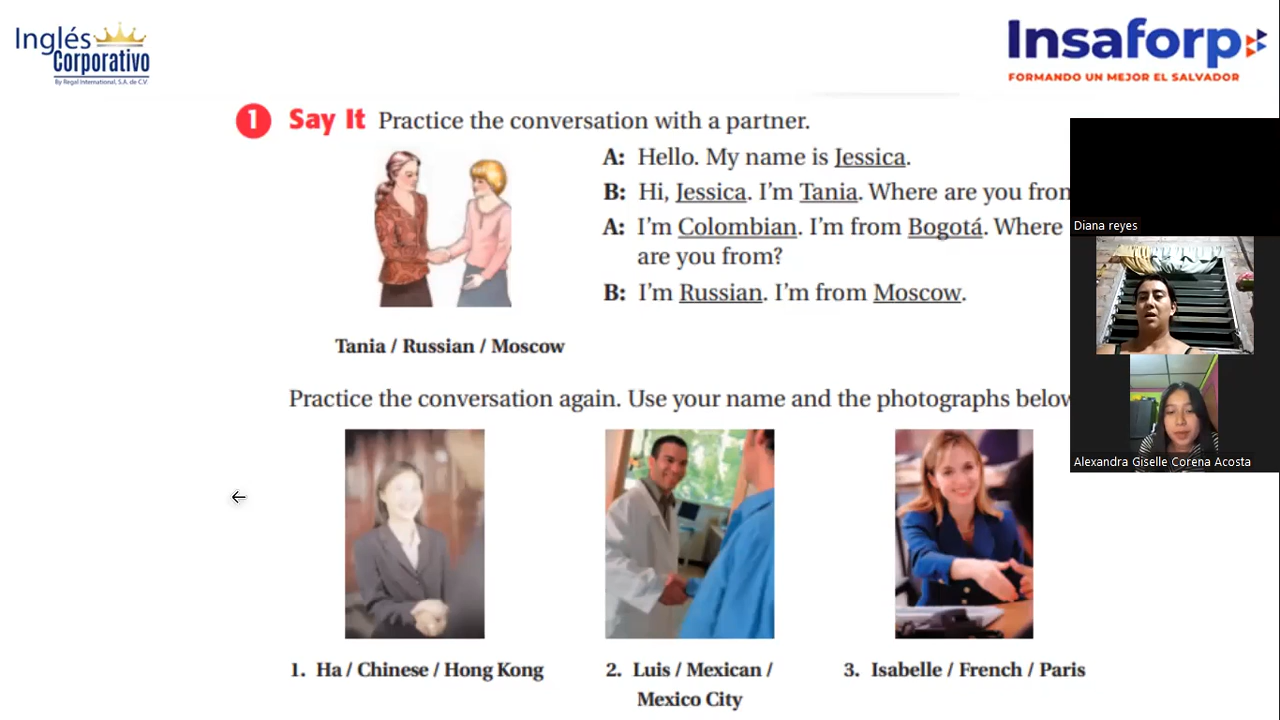 Inglés
Corporativo
By Regal International, S.A. de C.V.
Insaforp
FORMANDO UN MEJOR EL SALVADOR
1 Say It Practice the conversation with a partner.
A: Hello. My name is Jessica.
B: Hi, Jessica. I'm Tania. Where are you from
A: I'm Colombian. I'm from Bogotá. Where
are you from?
B: I'm Russian. I'm from Moscow.
Tania / Russian / Moscow
Practice the conversation again. Use your name and the photographs below
1. Ha / Chinese / Hong Kong
2. Luis / Mexican /
Mexico City
3. Isabelle / French / Paris
Diana reyes
Alexandra Giselle Corena Acosta